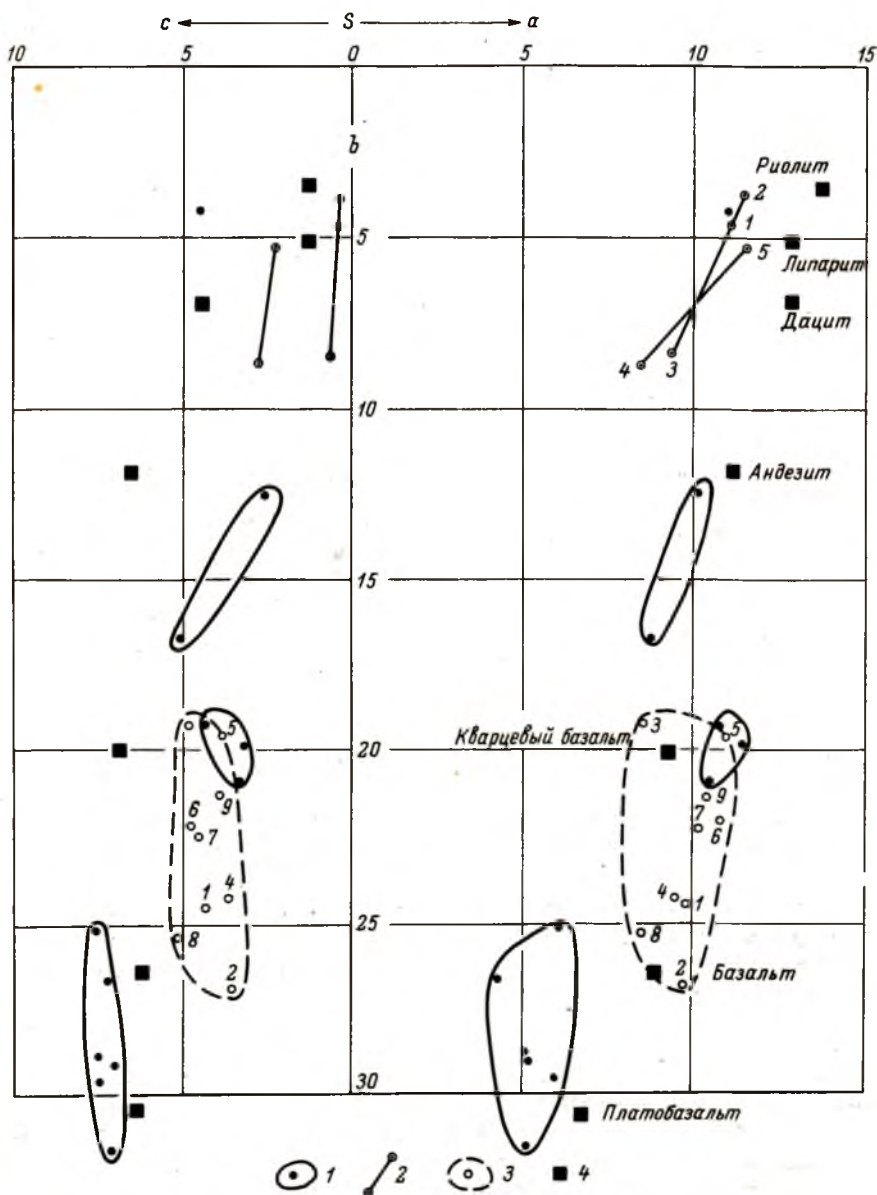 c S a
10 5 0 5 10 15
b
Риолит
2
1
5
5 Липарит
Дацит
4 3
10
Андезит
15
5 3 5
Кварцевый базальт
20
9 9
6 7
7 6
1 4 4 1
8 8
25
2 2
Базальт
30
Платобазальт
1 2 3 4